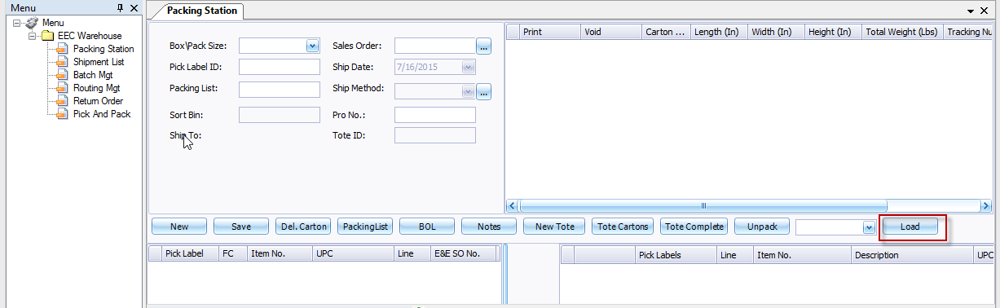 Menu
Menu
EEC Warehouse
Packing Station
Shipment List
Batch Mgt
Routing Mgt
Return Order
Pick And Pack
Packing Station
Box\Pack Size:
Sales Order:
...
Pick Label ID:
Ship Date:
7/16/2015
Packing List:
Ship Method:
...
Sort Bin:
Pro No.:
Ship To:
Tote ID:
Print Void Carton ... Length (In) Width (In) Height (In) Total Weight (Lbs) Tracking Nu
New Save Del. Carton PackingList BOL Notes New Tote Tote Cartons Tote Complete Unpack Load
Pick Label FC Item No. UPC Line E&E SO No.
Pick Labels Line Item No. Description UPC